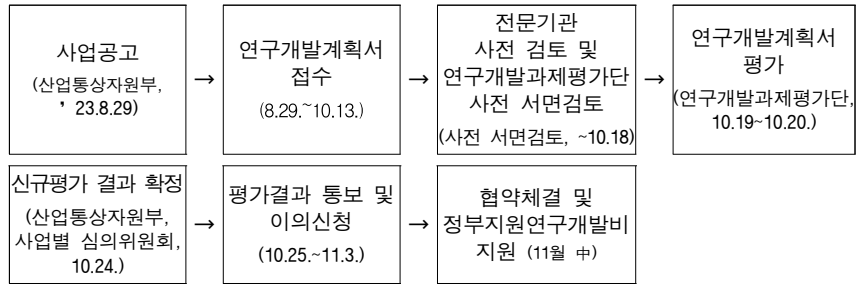 사업공고
(산업통상자원부,
’23.8.29)
→
연구개발계획서
접수
(8.29.~10.13.)
→
전문기관
사전 검토 및
연구개발과제평가단
사전 서면검토
(사전 서면검토, ~10.18)
→
연구개발계획서
평가
(연구개발과제평가단,
10.19~10.20.)
신규평가 결과 확정
(산업통상자원부,
사업별 심의위원회,
10.24.)
→
평가결과 통보 및
이의신청
(10.25.~11.3.)
→
협약체결 및
정부지원연구개발비
지원 (11월 中)